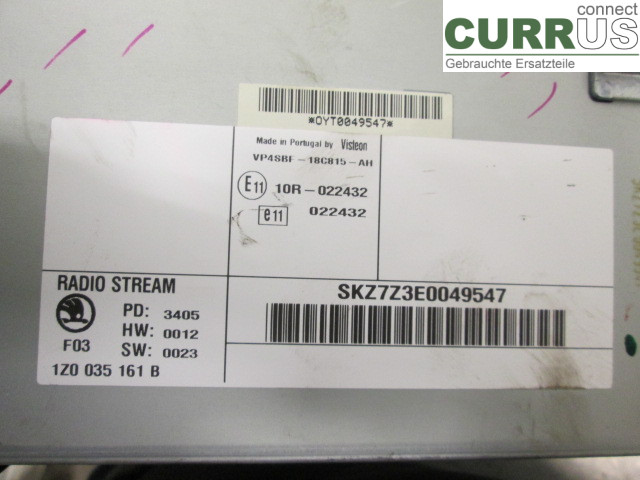 connect
CURRUS
Gebrauchte Ersatzteile
*OYT0049547*
Made in Portugal by Visteon
VP4SBF-18C815-AH
E11 10R-022432
e11 022432
RADIO STREAM
PD: 3405
HW: 0012
F03
SW: 0023
1Z0 035 161 B
SKZ7Z3E0049547